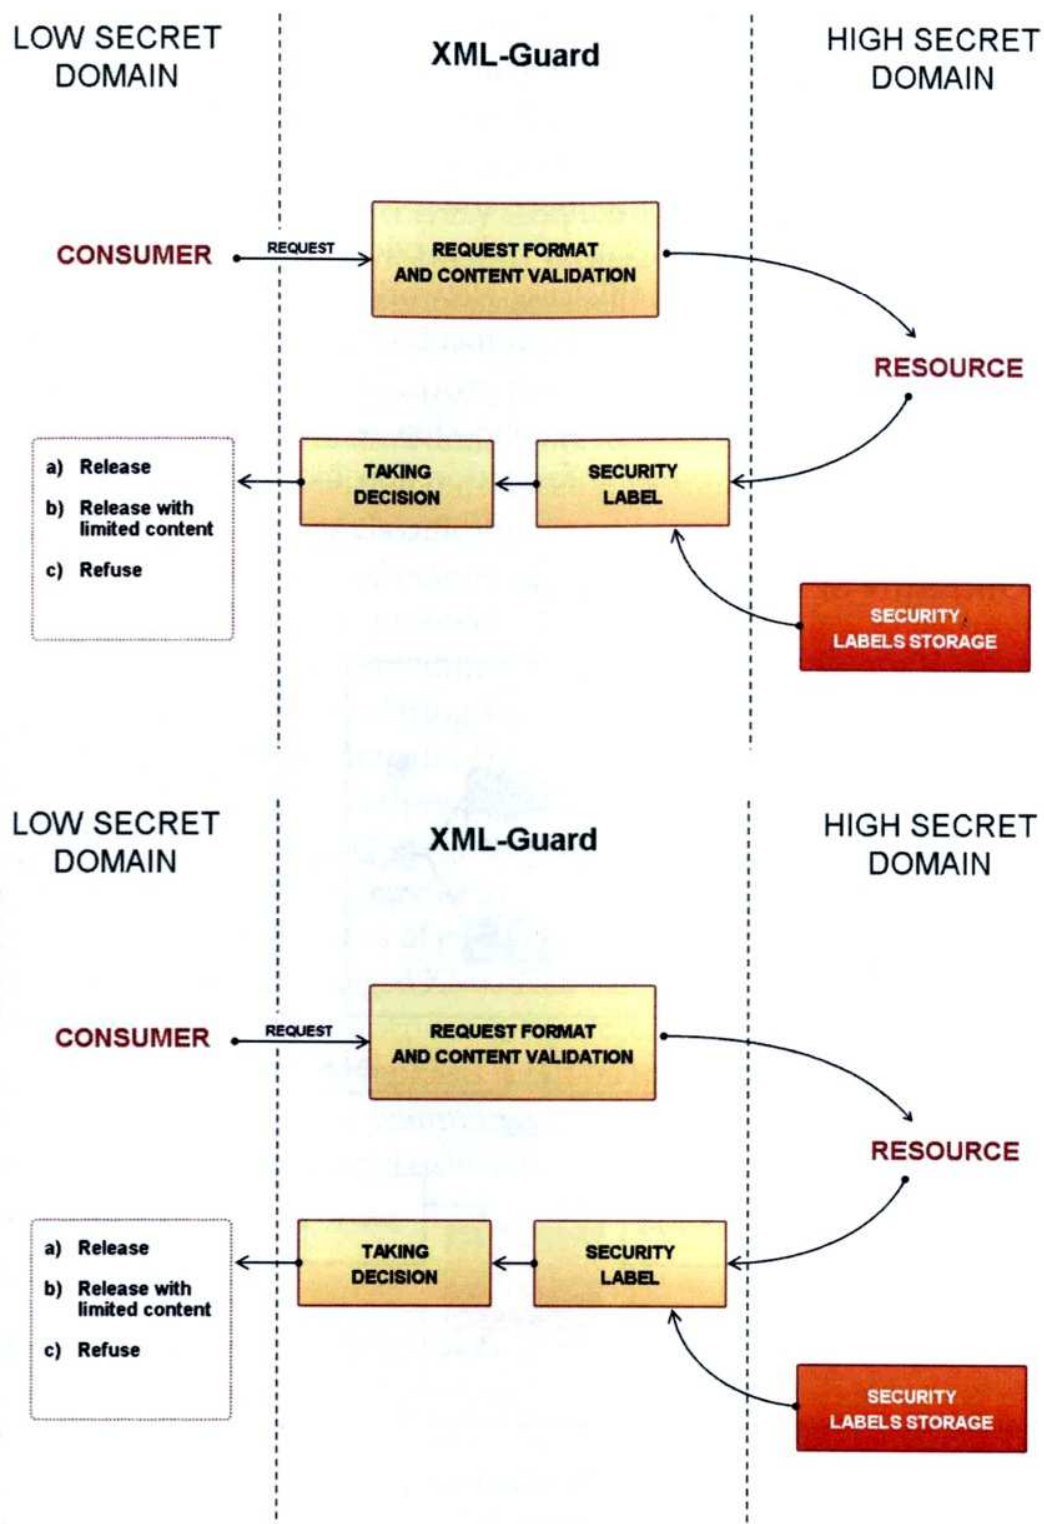 LOW SECRET
DOMAIN
XML-Guard
HIGH SECRET
DOMAIN
CONSUMER
REQUEST
REQUEST FORMAT
AND CONTENT VALIDATION
RESOURCE
a) Release
b) Release with
limited content
c) Refuse
TAKING
DECISION
SECURITY
LABEL
SECURITY
LABELS STORAGE
LOW SECRET
DOMAIN
XML-Guard
HIGH SECRET
DOMAIN
CONSUMER
REQUEST
REQUEST FORMAT
AND CONTENT VALIDATION
RESOURCE
a) Release
b) Release with
limited content
c) Refuse
TAKING
DECISION
SECURITY
LABEL
SECURITY
LABELS STORAGE